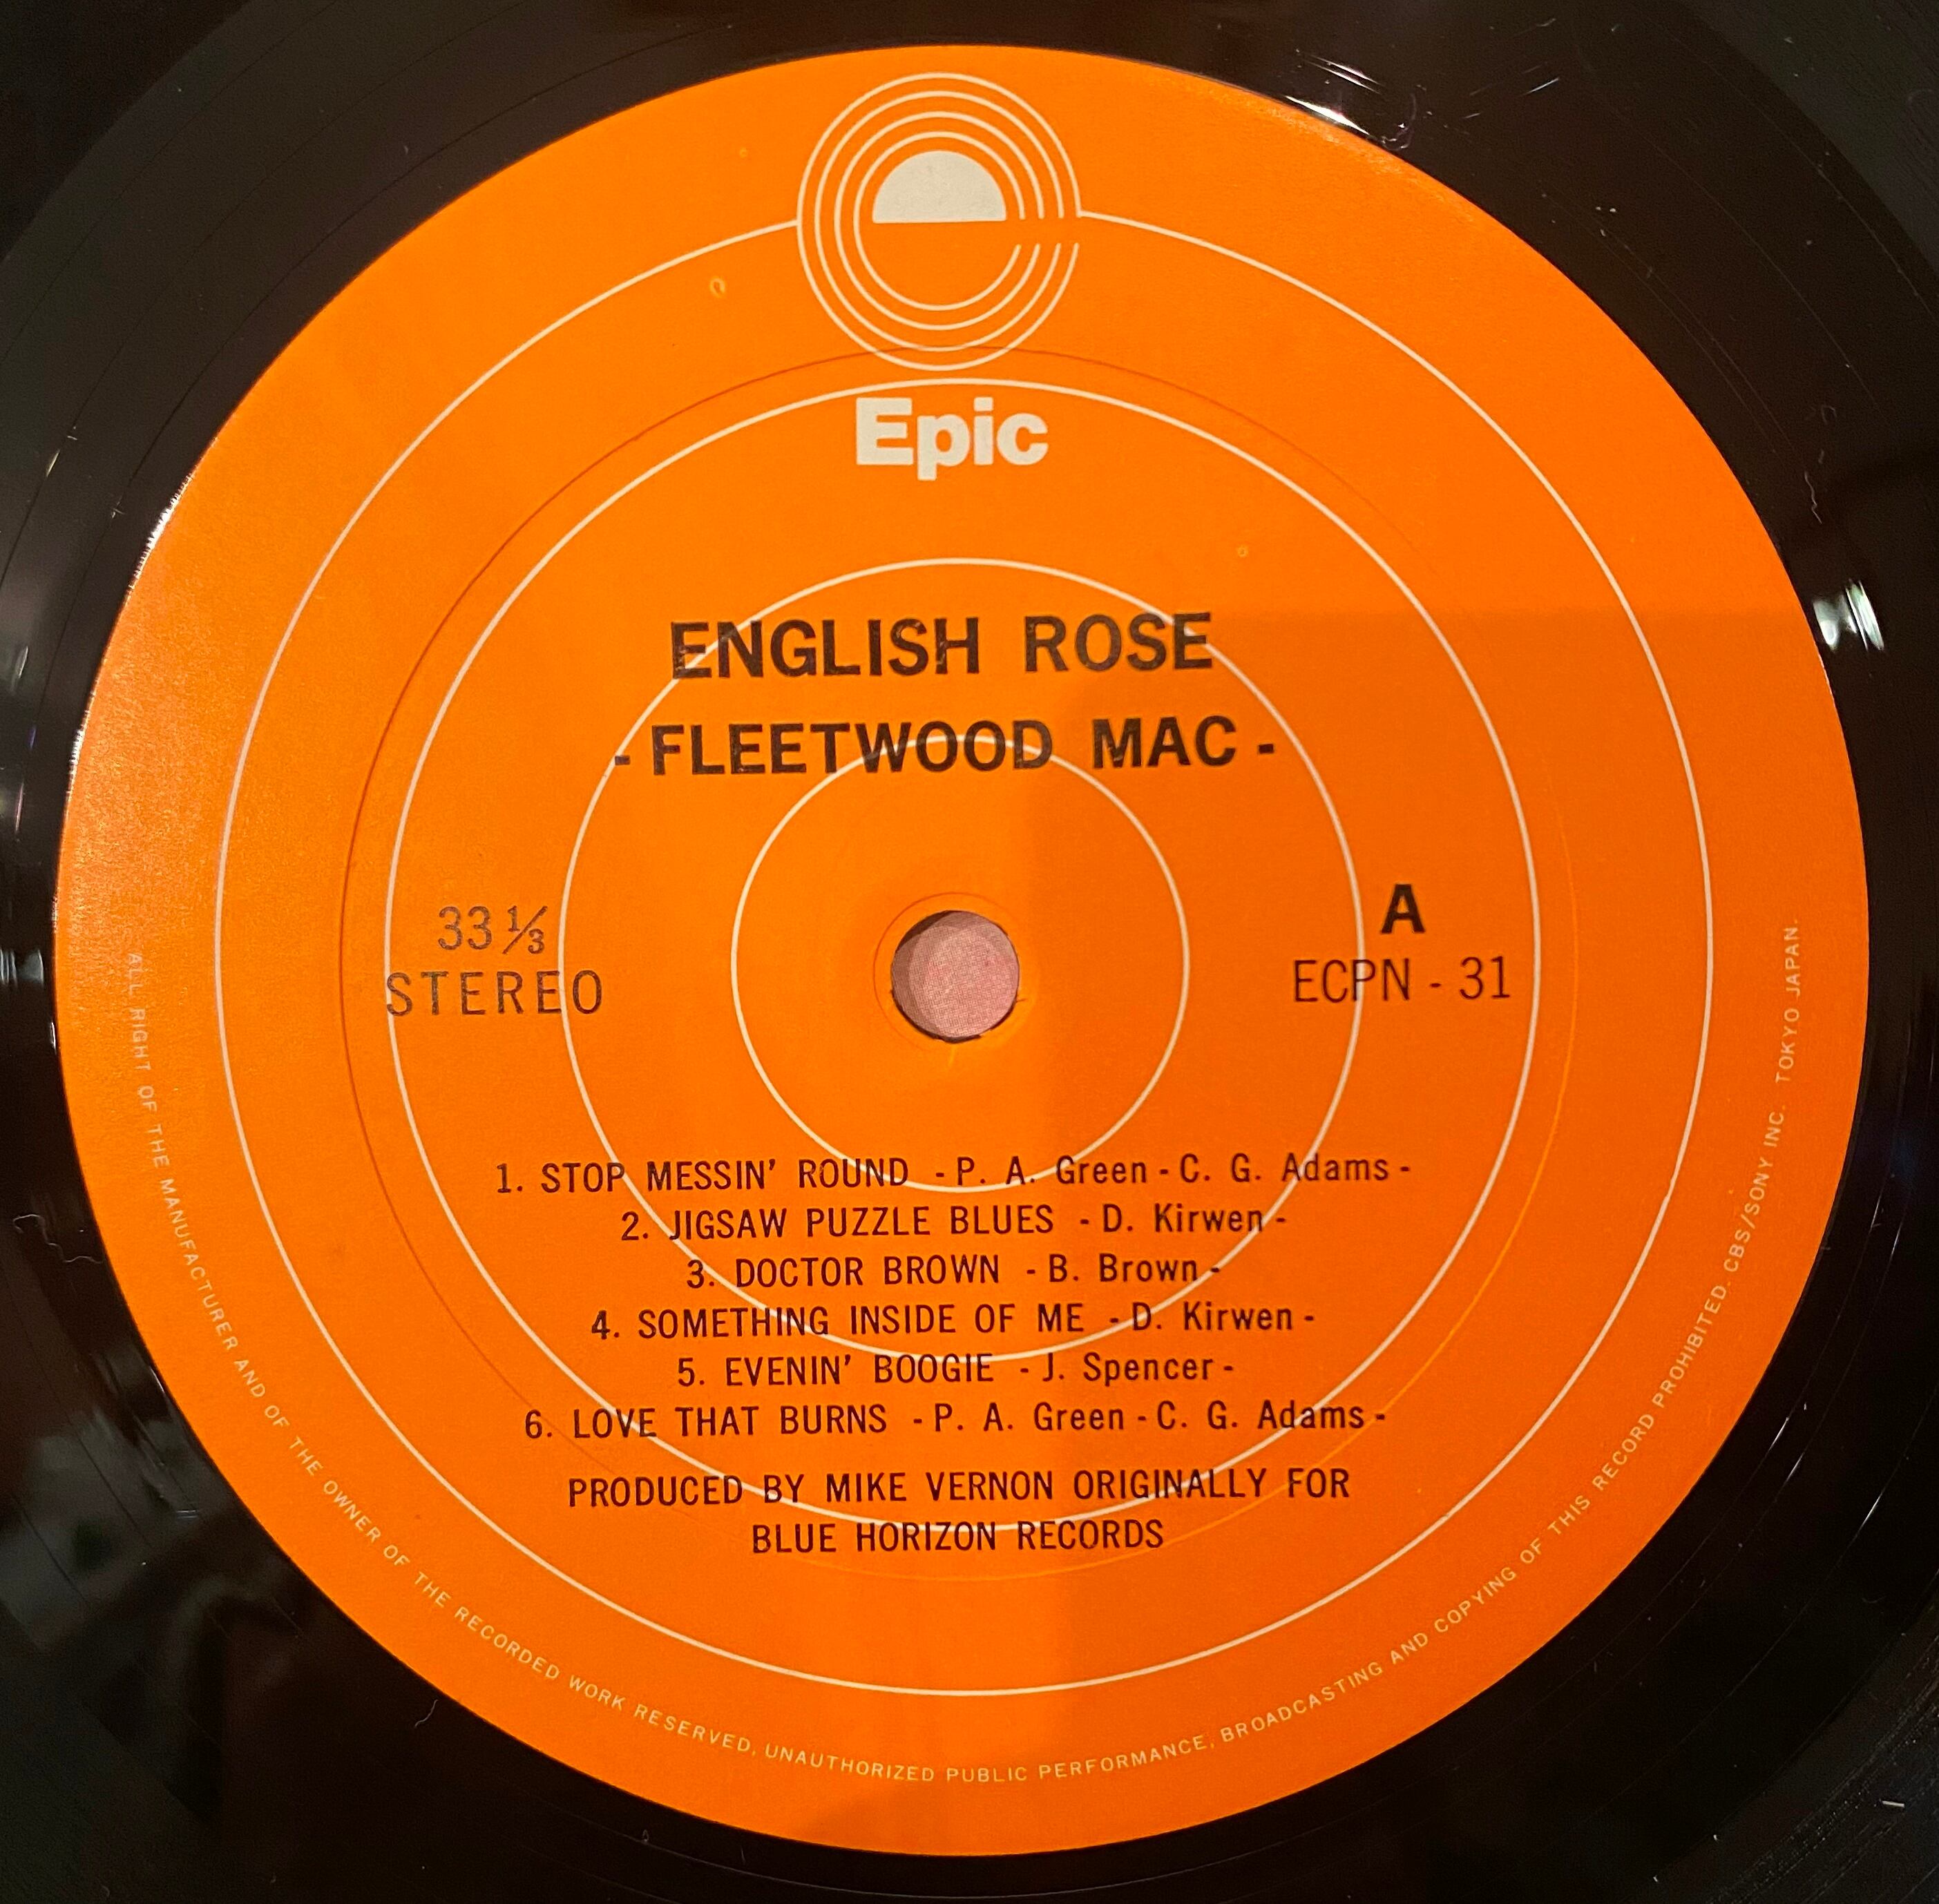 Epic
ENGLISH ROSE
- FLEETWOOD MAC -
33 ⅓
STEREO
A
ECPN - 31
1. STOP MESSIN' ROUND - P. A. Green - C. G. Adams -
2. JIGSAW PUZZLE BLUES - D. Kirwen -
3. DOCTOR BROWN - B. Brown -
4. SOMETHING INSIDE OF ME - D. Kirwen -
5. EVENIN' BOOGIE - J. Spencer -
6. LOVE THAT BURNS - P. A. Green - C. G. Adams -
PRODUCED BY MIKE VERNON ORIGINALLY FOR
BLUE HORIZON RECORDS
ALL RIGHT OF THE MANUFACTURER AND OF THE OWNER OF THE RECORDED WORK RESERVED, UNAUTHORIZED PUBLIC PERFORMANCE, BROADCASTING AND COPYING OF THIS RECORD PROHIBITED. CBS/SONY INC. TOKYO JAPAN.